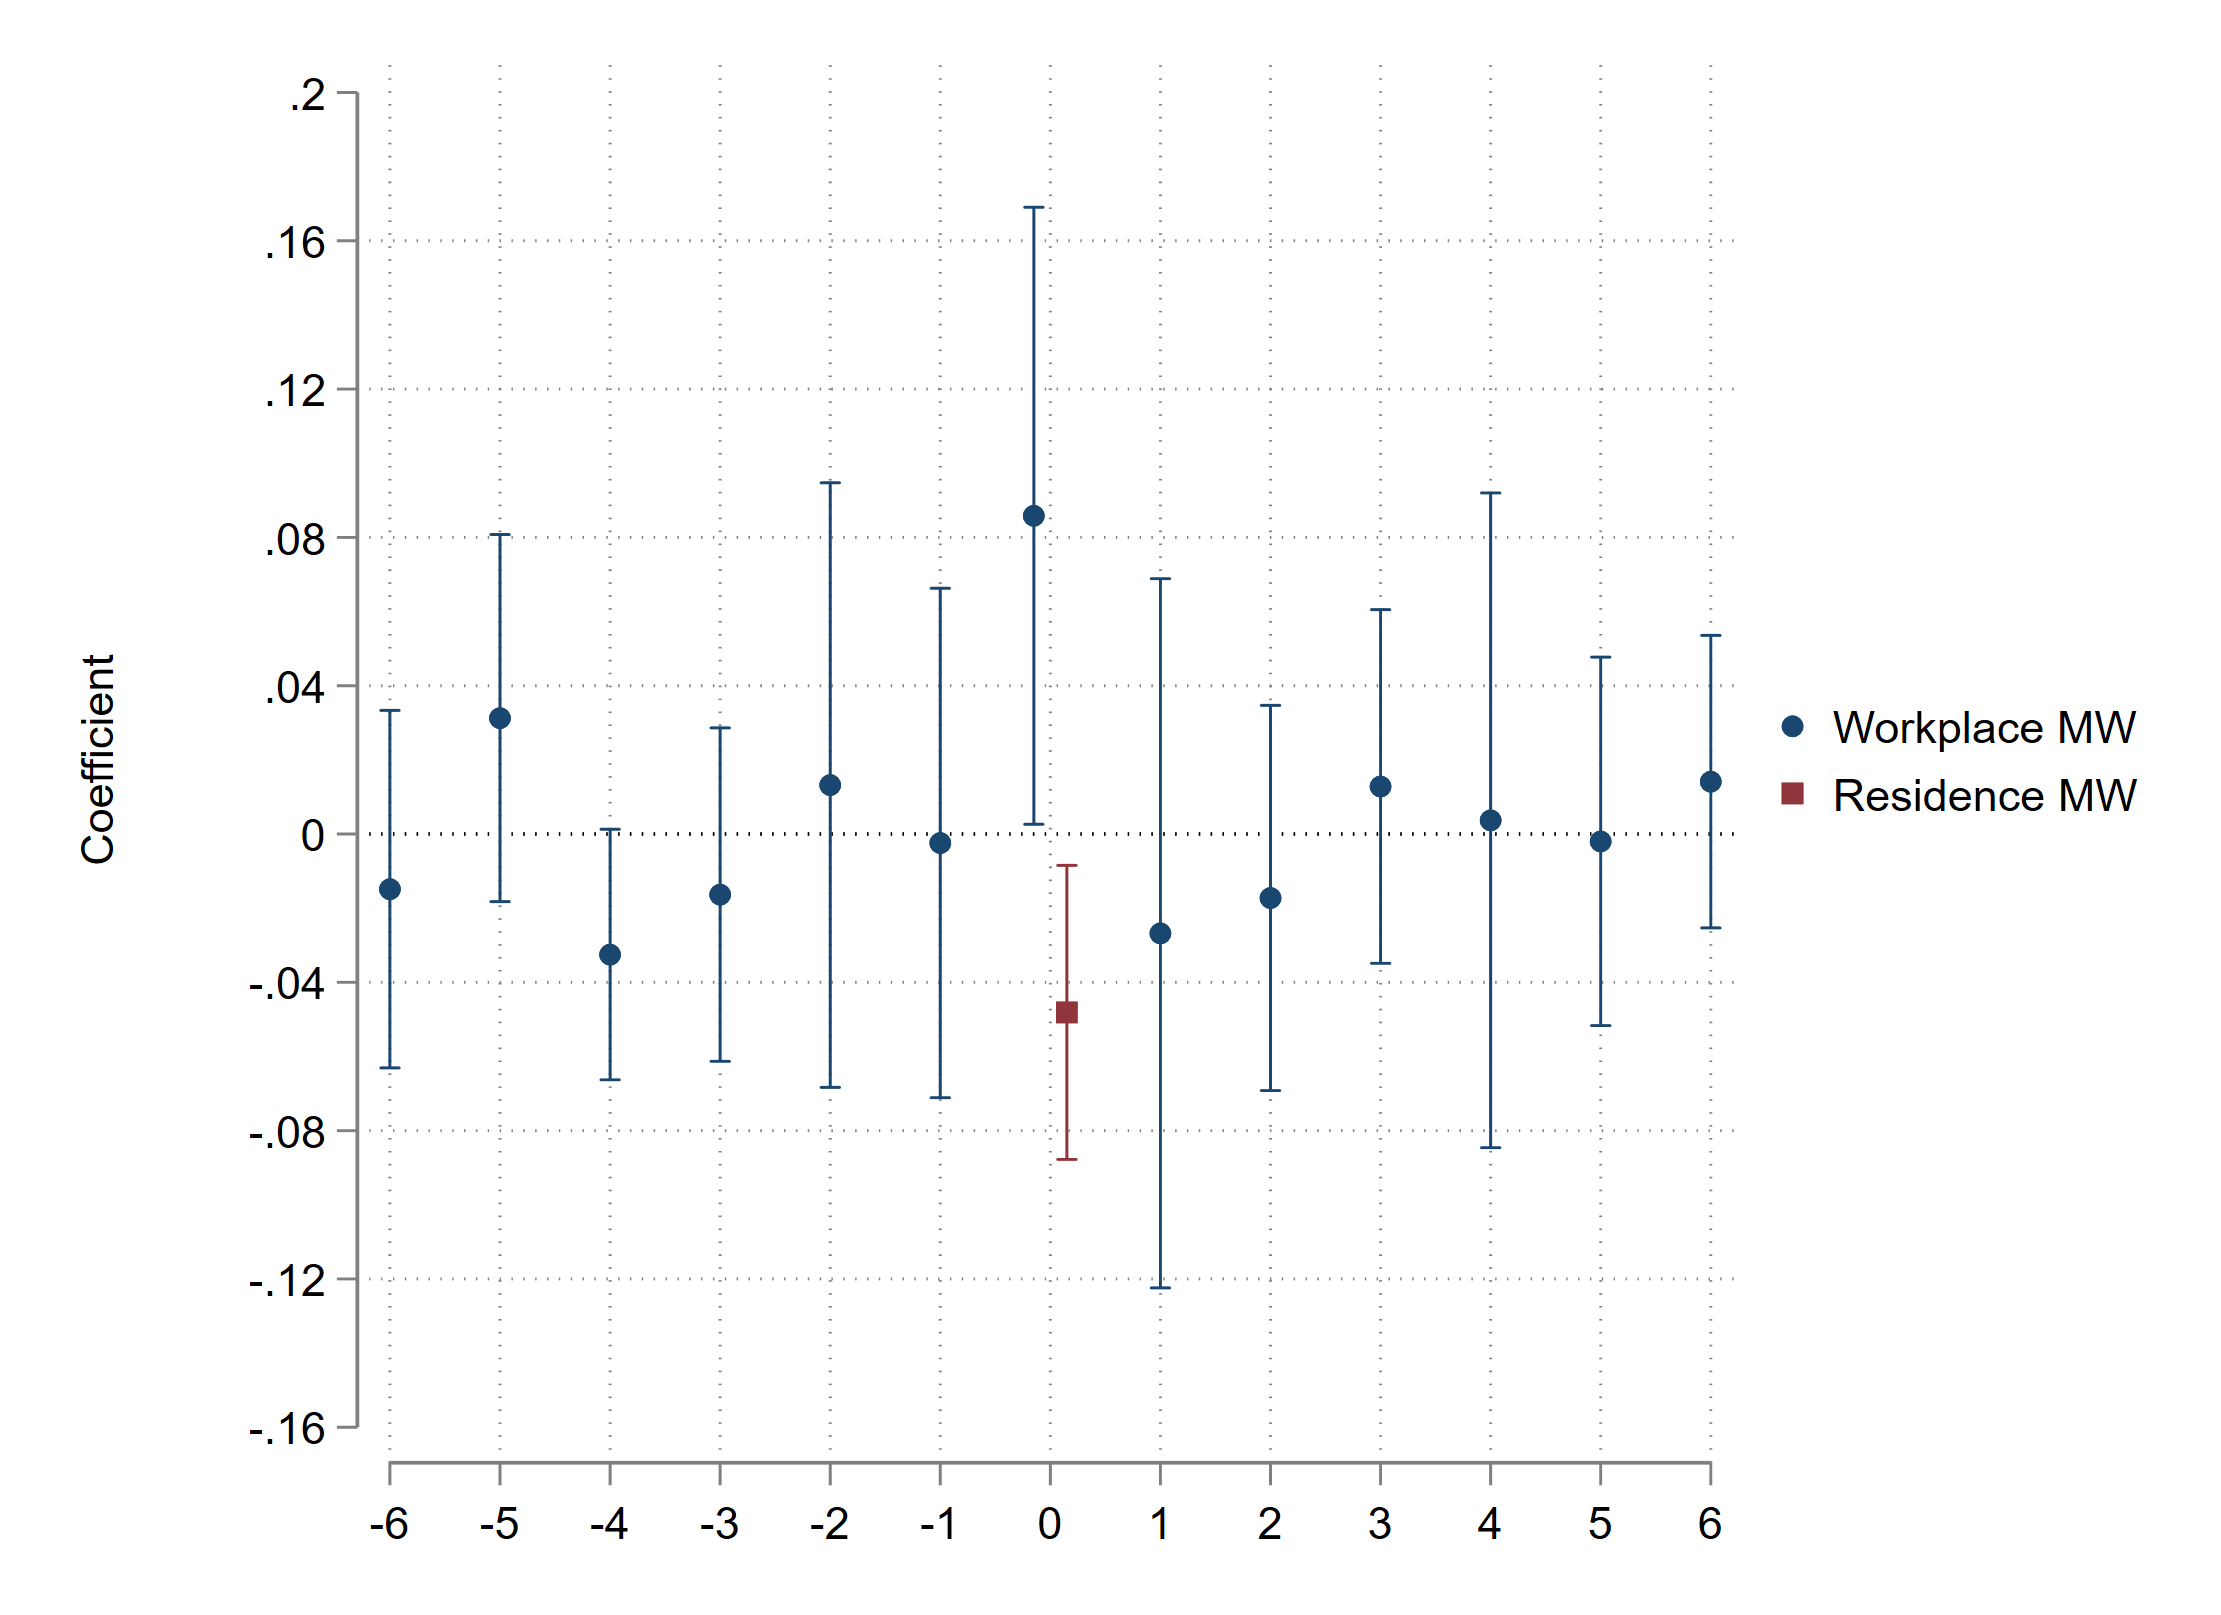 .2
.16
.12
.08
.04
0
-.04
-.08
-.12
-.16
Coefficient
-6 -5 -4 -3 -2 -1 0 1 2 3 4 5 6
Workplace MW
Residence MW